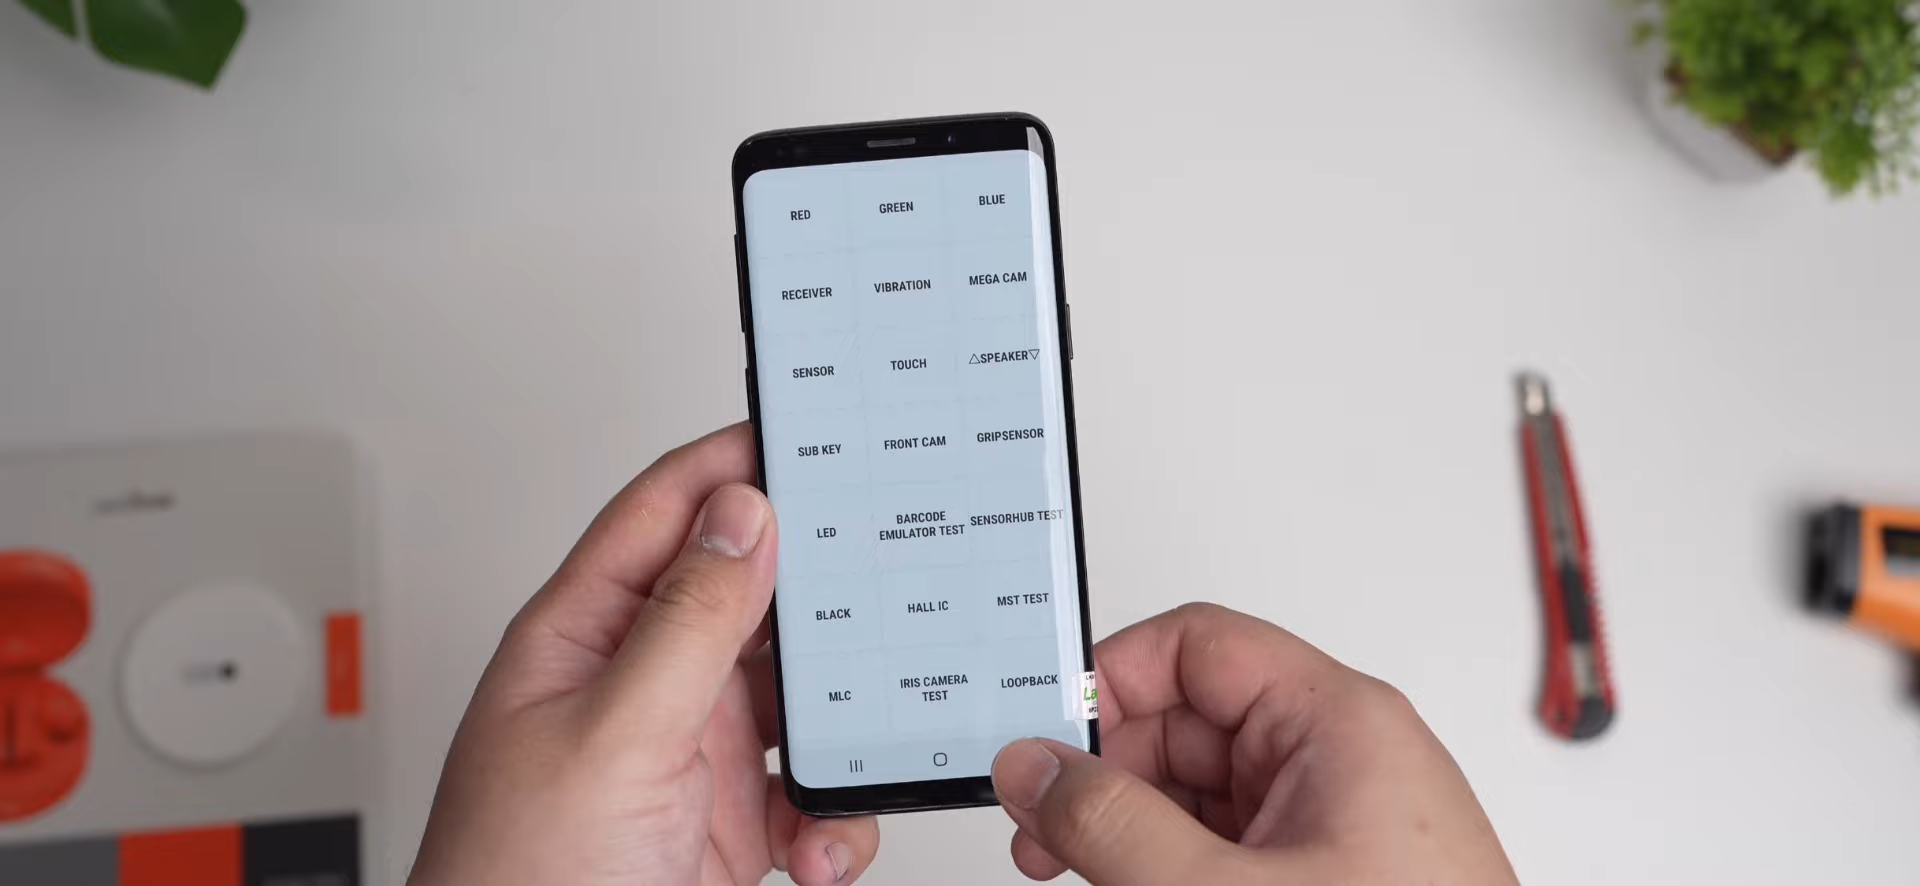 RED GREEN BLUE
RECEIVER VIBRATION MEGA CAM
SENSOR TOUCH △SPEAKER▽
SUB KEY FRONT CAM GRIPSENSOR
LED BARCODE EMULATOR TEST SENSORHUB TEST
BLACK HALL IC MST TEST
MLC IRIS CAMERA TEST LOOPBACK